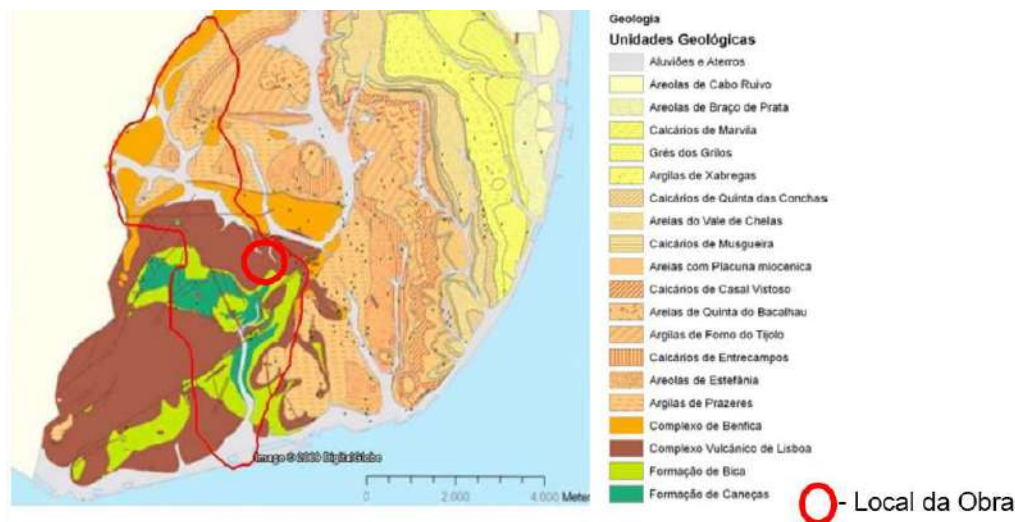 Geologia
Unidades Geológicas
Aluviões e Aterros
Areolas de Cabo Ruivo
Areolas de Braço de Prata
Calcários de Marvila
Grés dos Grilos
Argilas de Xabregas
Calcários de Quinta das Conchas
Areias do Vale de Chelas
Calcários de Musgueira
Areias com Placuna miocenica
Calcários de Casal Vistoso
Areias de Quinta do Bacalhau
Argilas de Forno do Tijolo
Calcários de Entrecampos
Areolas de Estefânia
Argilas de Prazeres
Complexo de Benfica
Complexo Vulcânico de Lisboa
Formação de Bica
Formação de Caneças
Image © 2009 DigitalGlobe
0 2.000 4.000 Meter
- Local da Obra